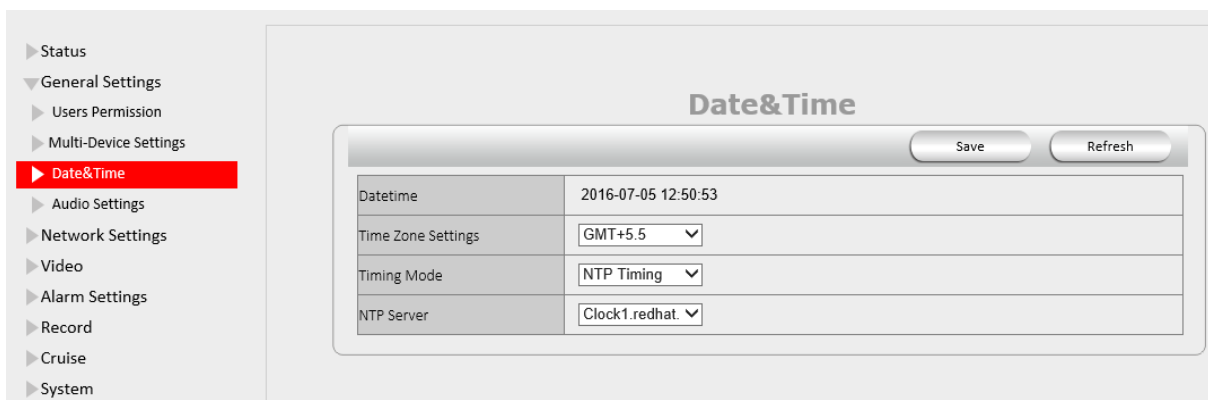 Status
General Settings
Users Permission
Multi-Device Settings
Date&Time
Audio Settings
Network Settings
Video
Alarm Settings
Record
Cruise
System
Date&Time
Save Refresh
Datetime 2016-07-05 12:50:53
Time Zone Settings GMT+5.5
Timing Mode NTP Timing
NTP Server Clock1.redhat.